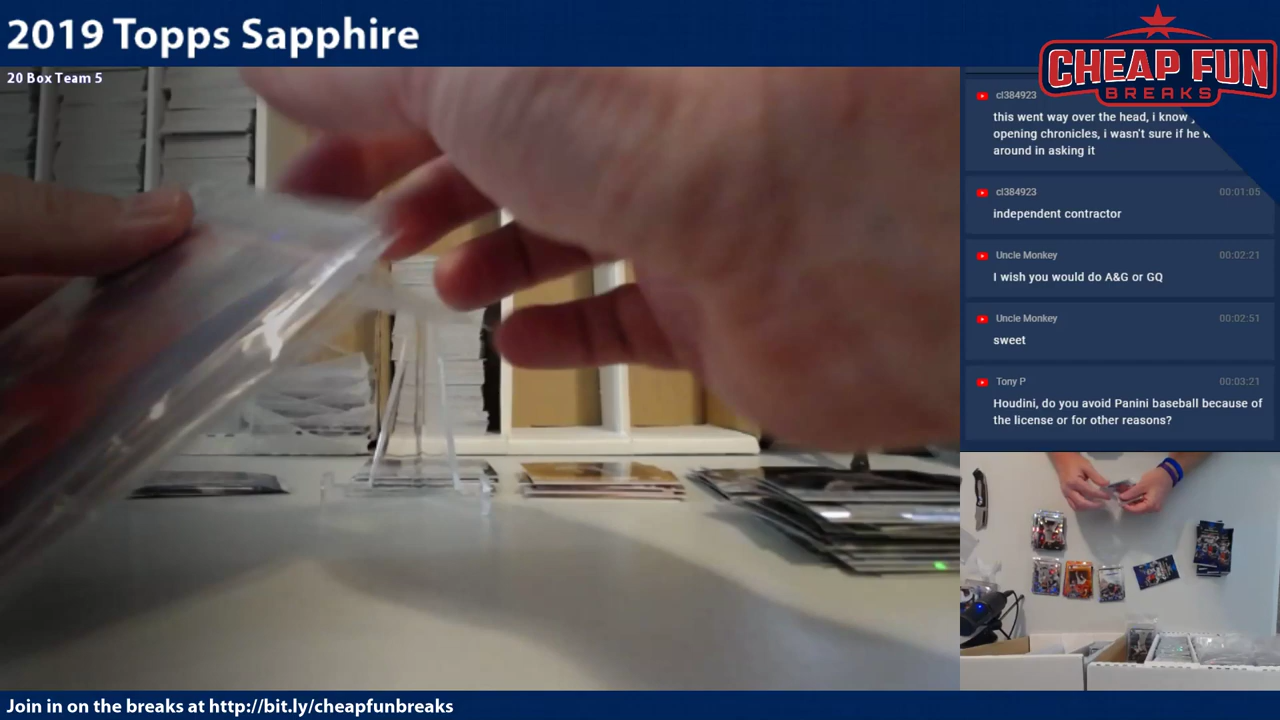 2019 Topps Sapphire
20 Box Team 5
CHEAP FUN
BREAKS
cl384923
this went way over the head, i know
opening chronicles, i wasn't sure if he
around in asking it
cl384923
00:01:05
independent contractor
Uncle Monkey
00:02:21
I wish you would do A&G or GQ
Uncle Monkey
00:02:51
sweet
Tony P
00:03:21
Houdini, do you avoid Panini baseball because of
the license or for other reasons?
Join in on the breaks at http://bit.ly/cheapfunbreaks